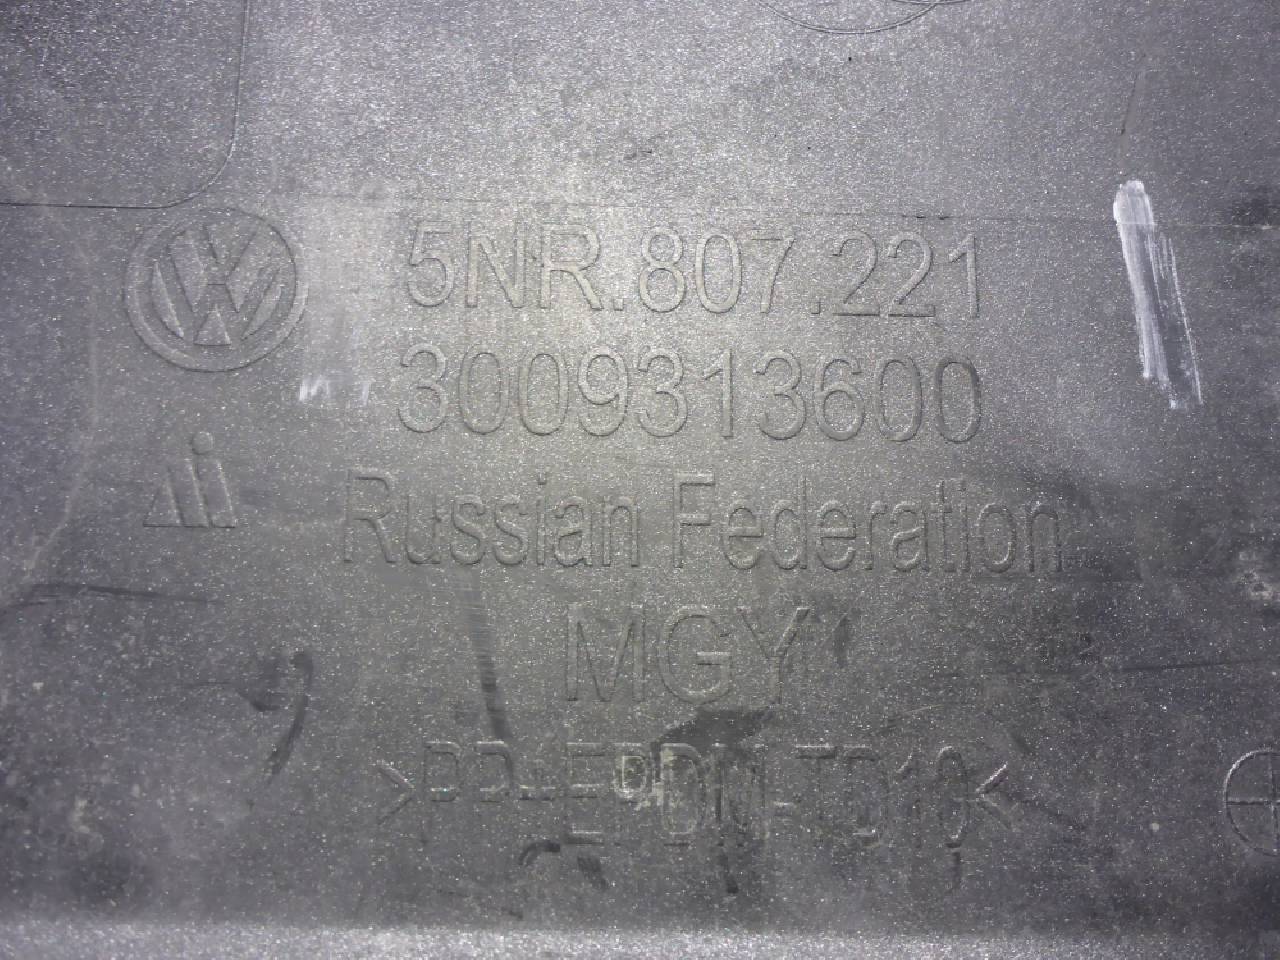 5NR.807.221
3009313600
Russian Federation
MGY
>PP+EPDM-TD10<